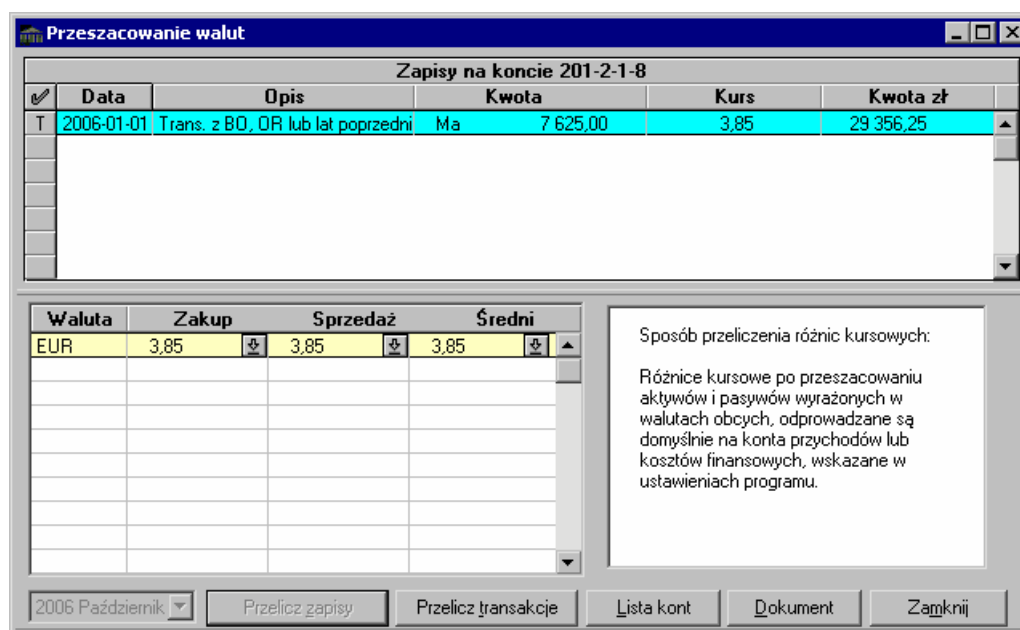 Przeszacowanie walut
Zapisy na koncie 201-2-1-8
Data Opis Kwota Kurs Kwota zł
T 2006-01-01 Trans. z BO, OR lub lat poprzedni Ma 7 625,00 3,85 29 356,25
Waluta Zakup Sprzedaż Średni
EUR 3,85 3,85 3,85
Sposób przeliczenia różnic kursowych:
Różnice kursowe po przeszacowaniu
aktywów i pasywów wyrażonych w
walutach obcych, odprowadzane są
domyślnie na konta przychodów lub
kosztów finansowych, wskazane w
ustawieniach programu.
2006 Październik Przelicz zapisy Przelicz transakcje Lista kont Dokument Zamknij